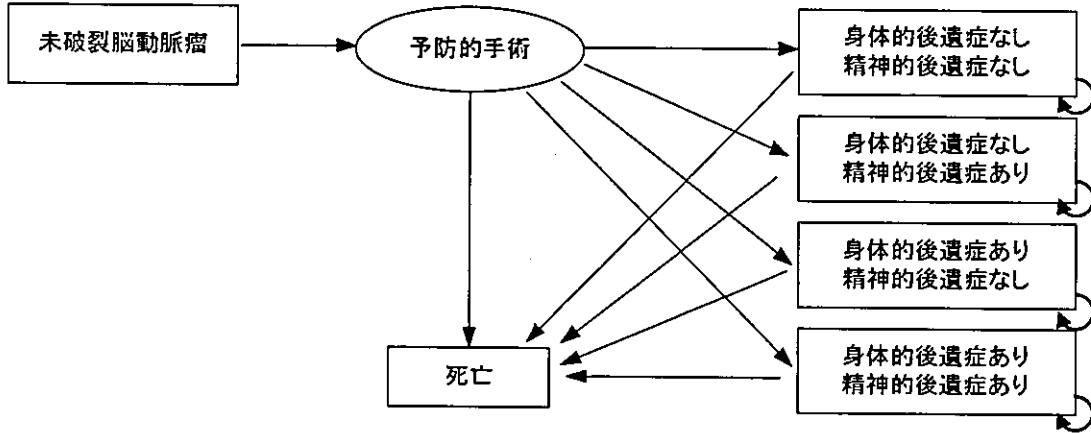 未破裂脳動脈瘤
予防的手術
身体的後遺症なし
精神的後遺症なし
身体的後遺症なし
精神的後遺症あり
身体的後遺症あり
精神的後遺症なし
身体的後遺症あり
精神的後遺症あり
死亡